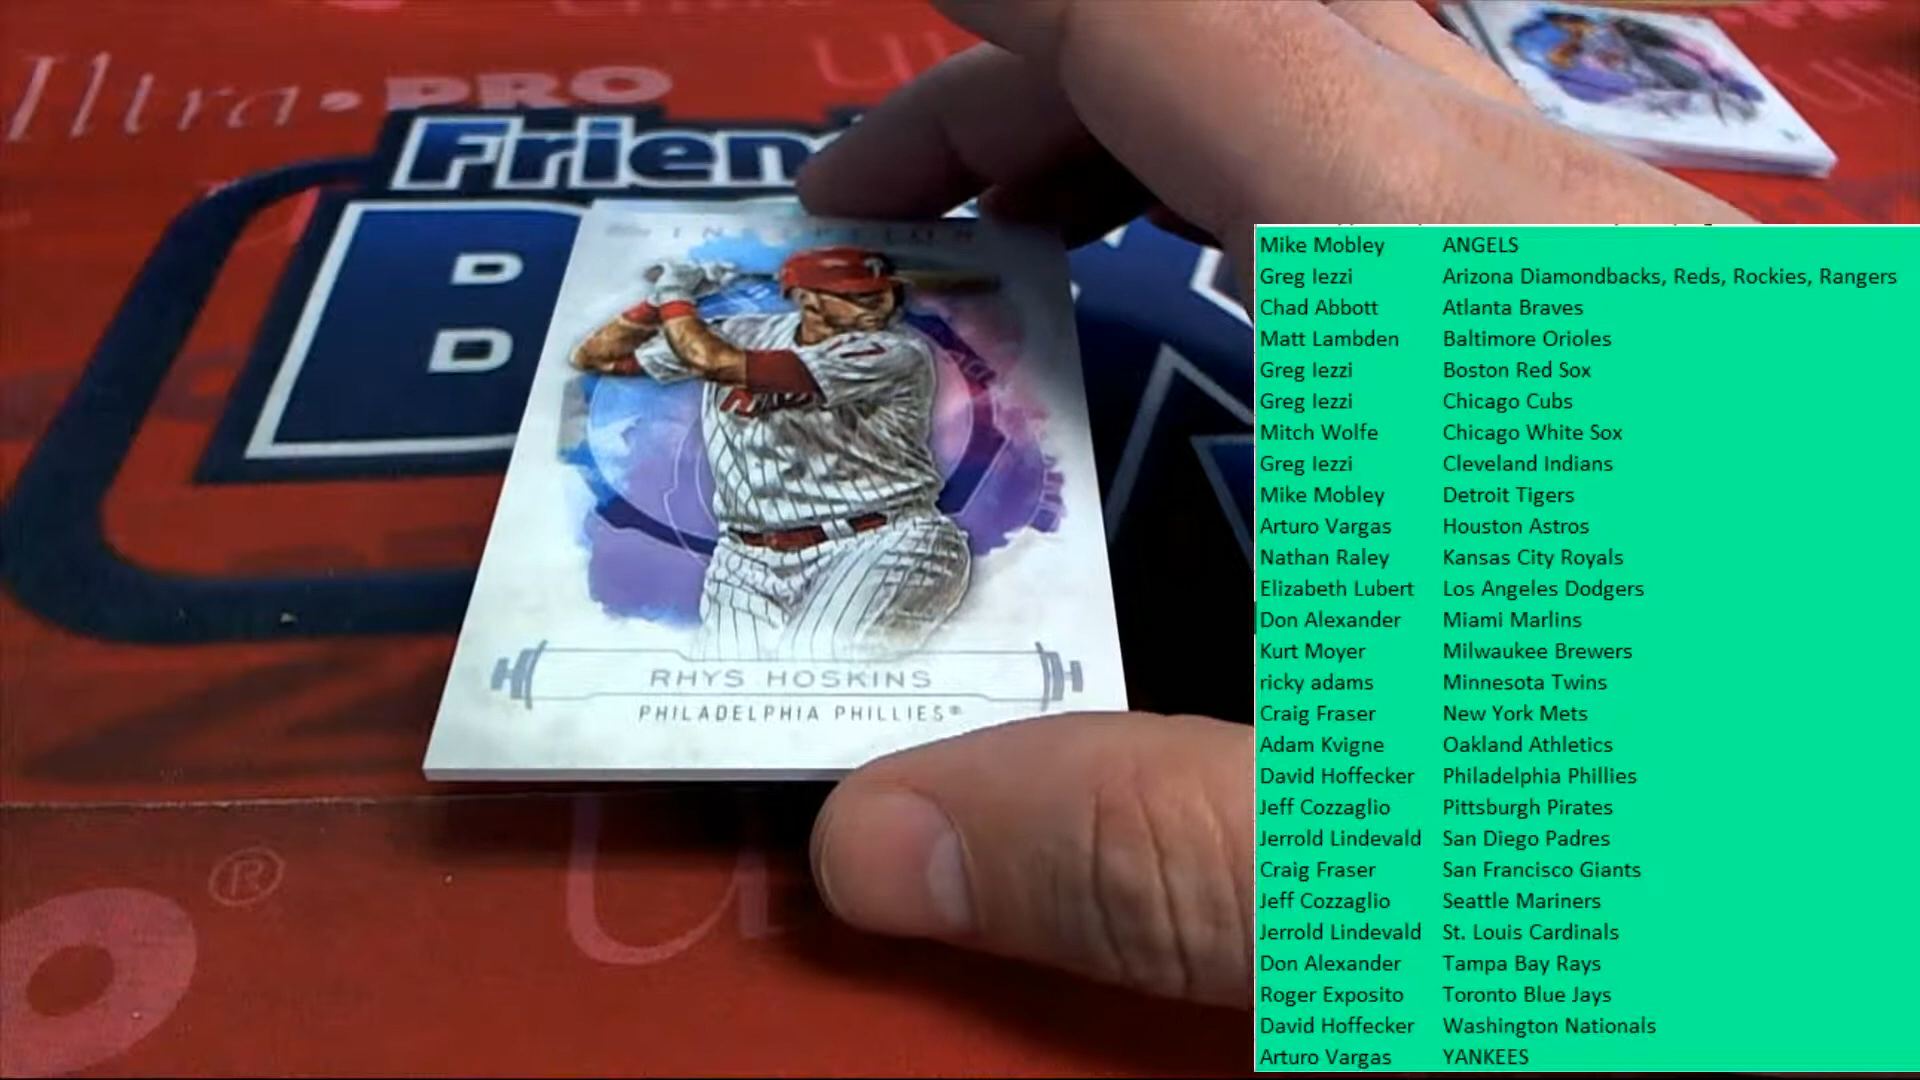 Ultra•PRO
Friend
INCEPTION
RHYS HOSKINS
PHILADELPHIA PHILLIES®
®
Mike Mobley ANGELS
Greg Iezzi Arizona Diamondbacks, Reds, Rockies, Rangers
Chad Abbott Atlanta Braves
Matt Lambden Baltimore Orioles
Greg Iezzi Boston Red Sox
Greg Iezzi Chicago Cubs
Mitch Wolfe Chicago White Sox
Greg Iezzi Cleveland Indians
Mike Mobley Detroit Tigers
Arturo Vargas Houston Astros
Nathan Raley Kansas City Royals
Elizabeth Lubert Los Angeles Dodgers
Don Alexander Miami Marlins
Kurt Moyer Milwaukee Brewers
ricky adams Minnesota Twins
Craig Fraser New York Mets
Adam Kvigne Oakland Athletics
David Hoffecker Philadelphia Phillies
Jeff Cozzaglio Pittsburgh Pirates
Jerrold Lindevald San Diego Padres
Craig Fraser San Francisco Giants
Jeff Cozzaglio Seattle Mariners
Jerrold Lindevald St. Louis Cardinals
Don Alexander Tampa Bay Rays
Roger Exposito Toronto Blue Jays
David Hoffecker Washington Nationals
Arturo Vargas YANKEES